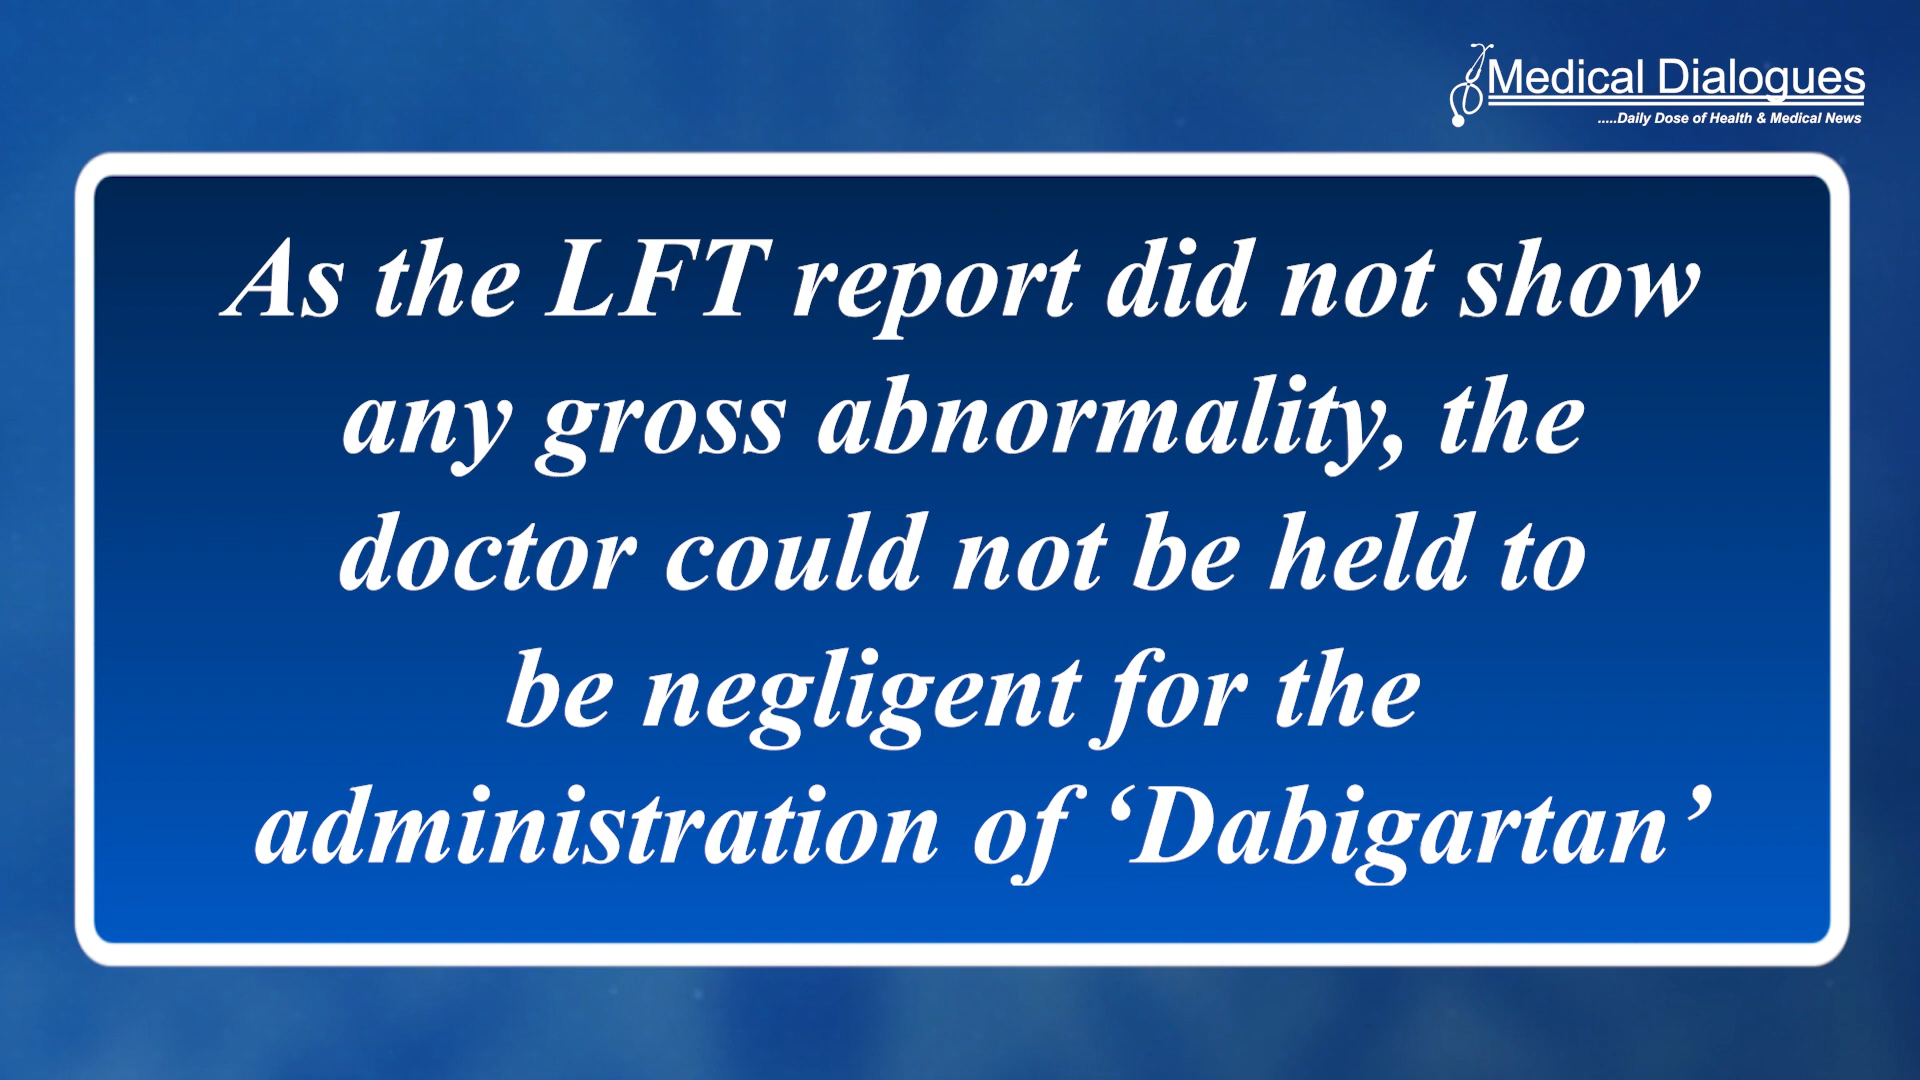 Medical Dialogues
.....Daily Dose of Health & Medical News
As the LFT report did not show
any gross abnormality, the
doctor could not be held to
be negligent for the
administration of ‘Dabigartan’